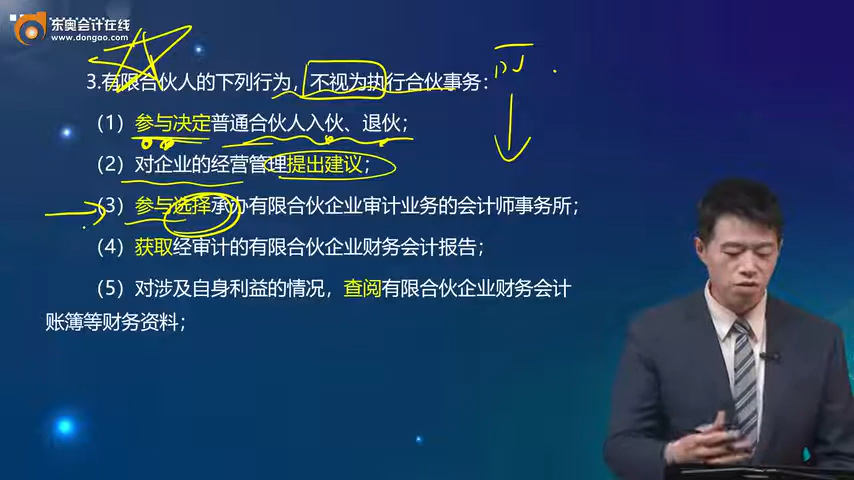 东奥会计在线
www.dongao.com
3.有限合伙人的下列行为，不视为执行合伙事务：
（1）参与决定普通合伙人入伙、退伙；
（2）对企业的经营管理提出建议；
（3）参与选择承办有限合伙企业审计业务的会计师事务所；
（4）获取经审计的有限合伙企业财务会计报告；
（5）对涉及自身利益的情况，查阅有限合伙企业财务会计
账簿等财务资料；